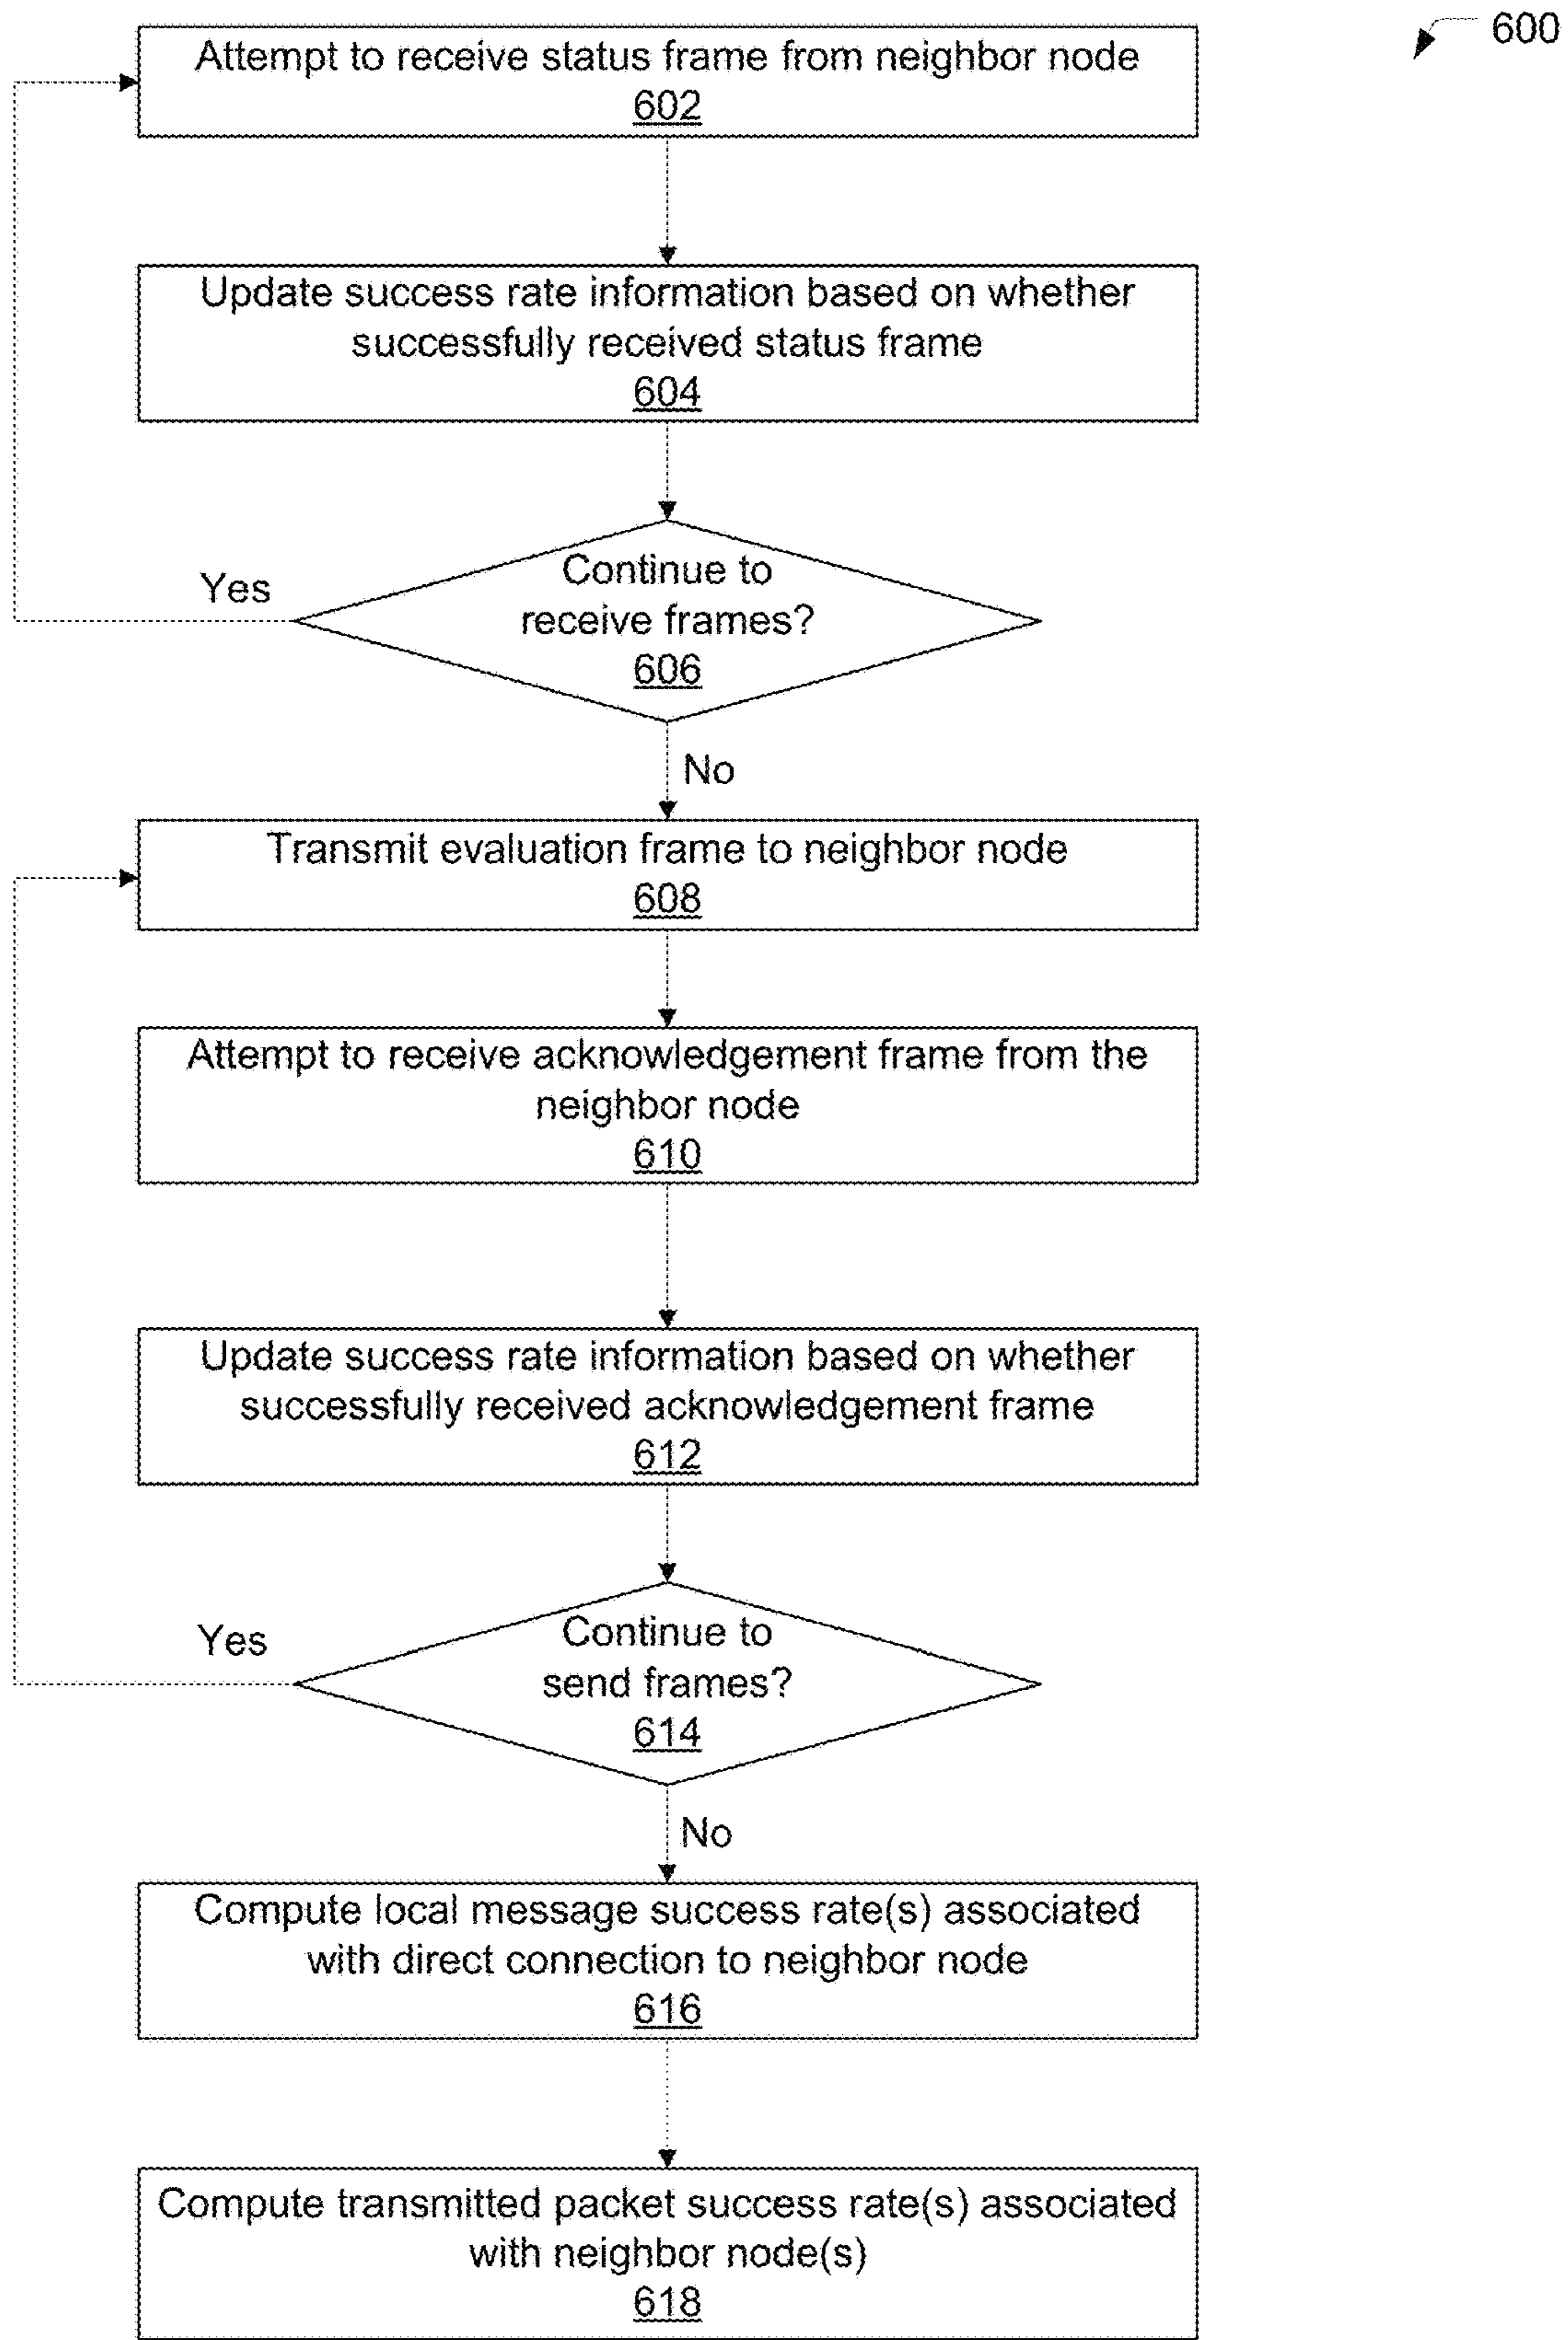 600
Attempt to receive status frame from neighbor node
602
Update success rate information based on whether
successfully received status frame
604
Continue to
receive frames?
606
Yes
No
Transmit evaluation frame to neighbor node
608
Attempt to receive acknowledgement frame from the
neighbor node
610
Update success rate information based on whether
successfully received acknowledgement frame
612
Continue to
send frames?
614
Yes
No
Compute local message success rate(s) associated
with direct connection to neighbor node
616
Compute transmitted packet success rate(s) associated
with neighbor node(s)
618